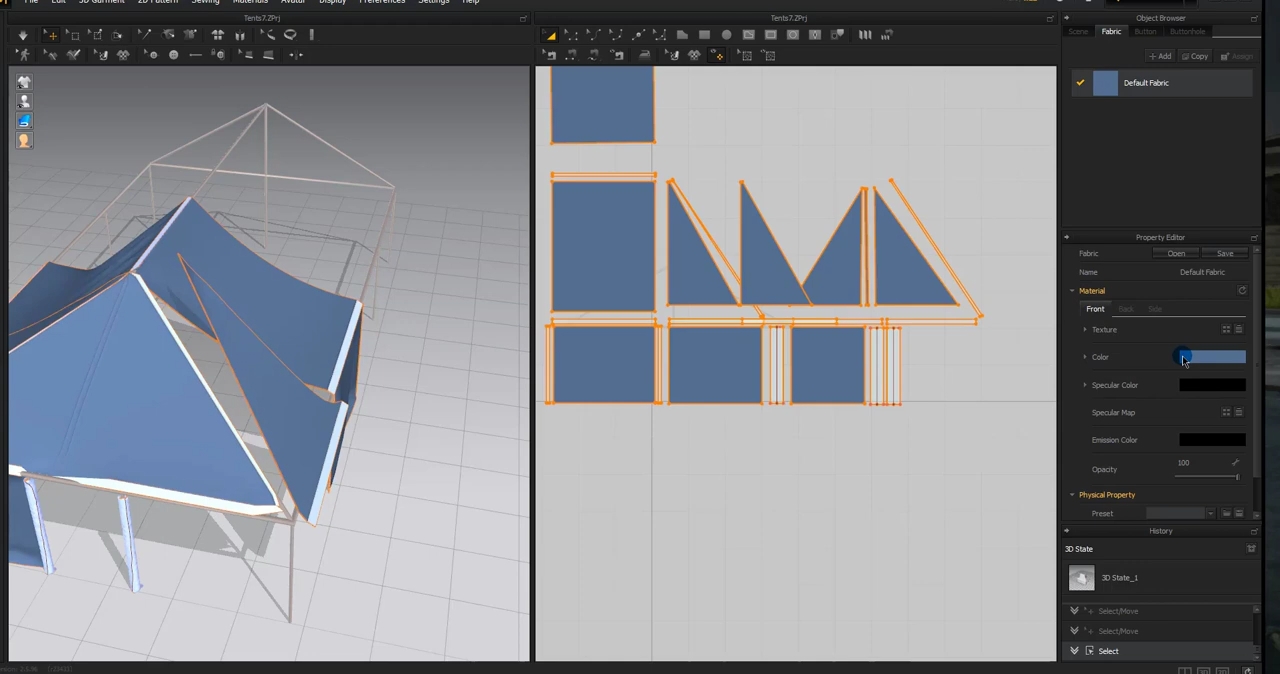 File Edit 3D Garment 2D Pattern Sewing Materials Avatar Display Preferences Settings Help
Tents7.ZPrj
Tents7.ZPrj
Object Browser
Scene Fabric Button Buttonhole
+ Add Copy Assign
Default Fabric
Property Editor
Fabric Open Save
Name Default Fabric
Material
Front Back Side
Texture
Color
Specular Color
Specular Map
Emission Color
Opacity 100
Physical Property
Preset
History
3D State
3D State_1
Select/Move
Select/Move
Select